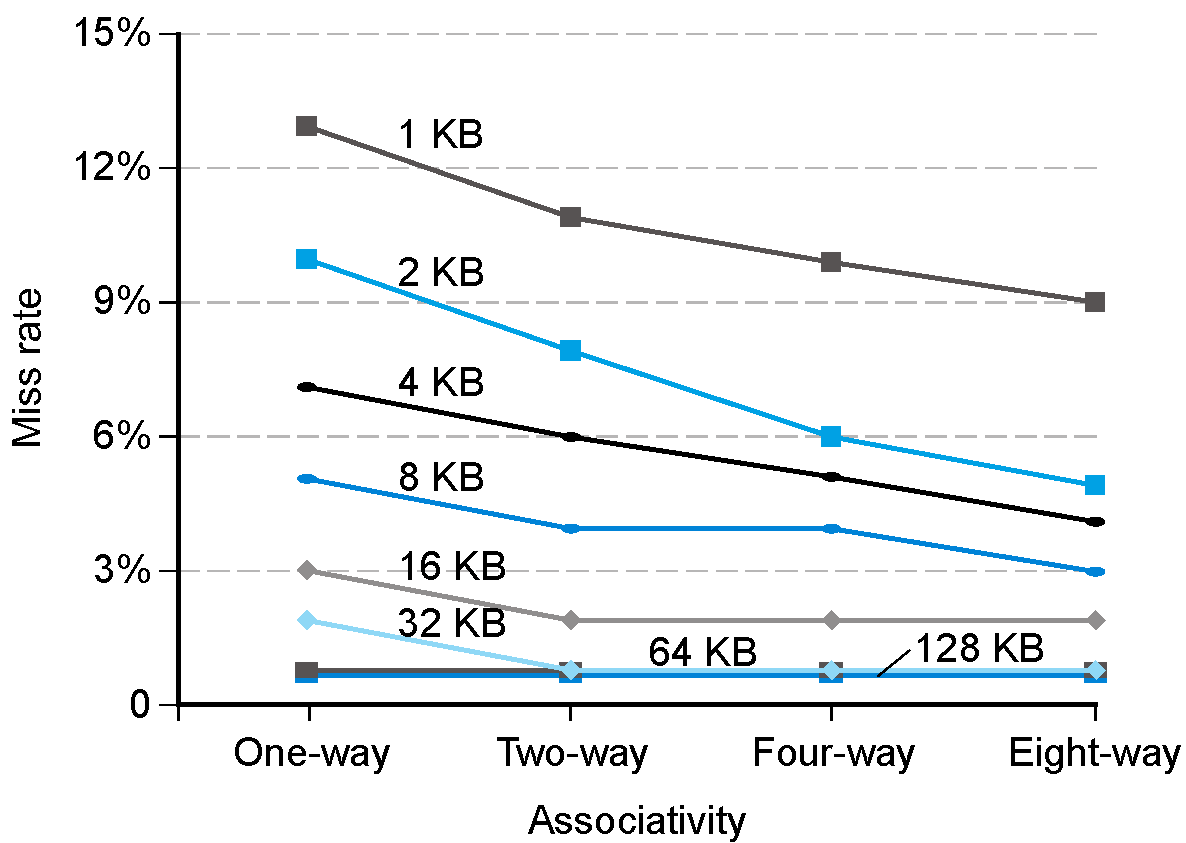 15%
1 KB
12%
2 KB
9%
Miss rate
4 KB
6%
8 KB
3%
16 KB
32 KB
64 KB
128 KB
0
One-way
Two-way
Four-way
Eight-way
Associativity